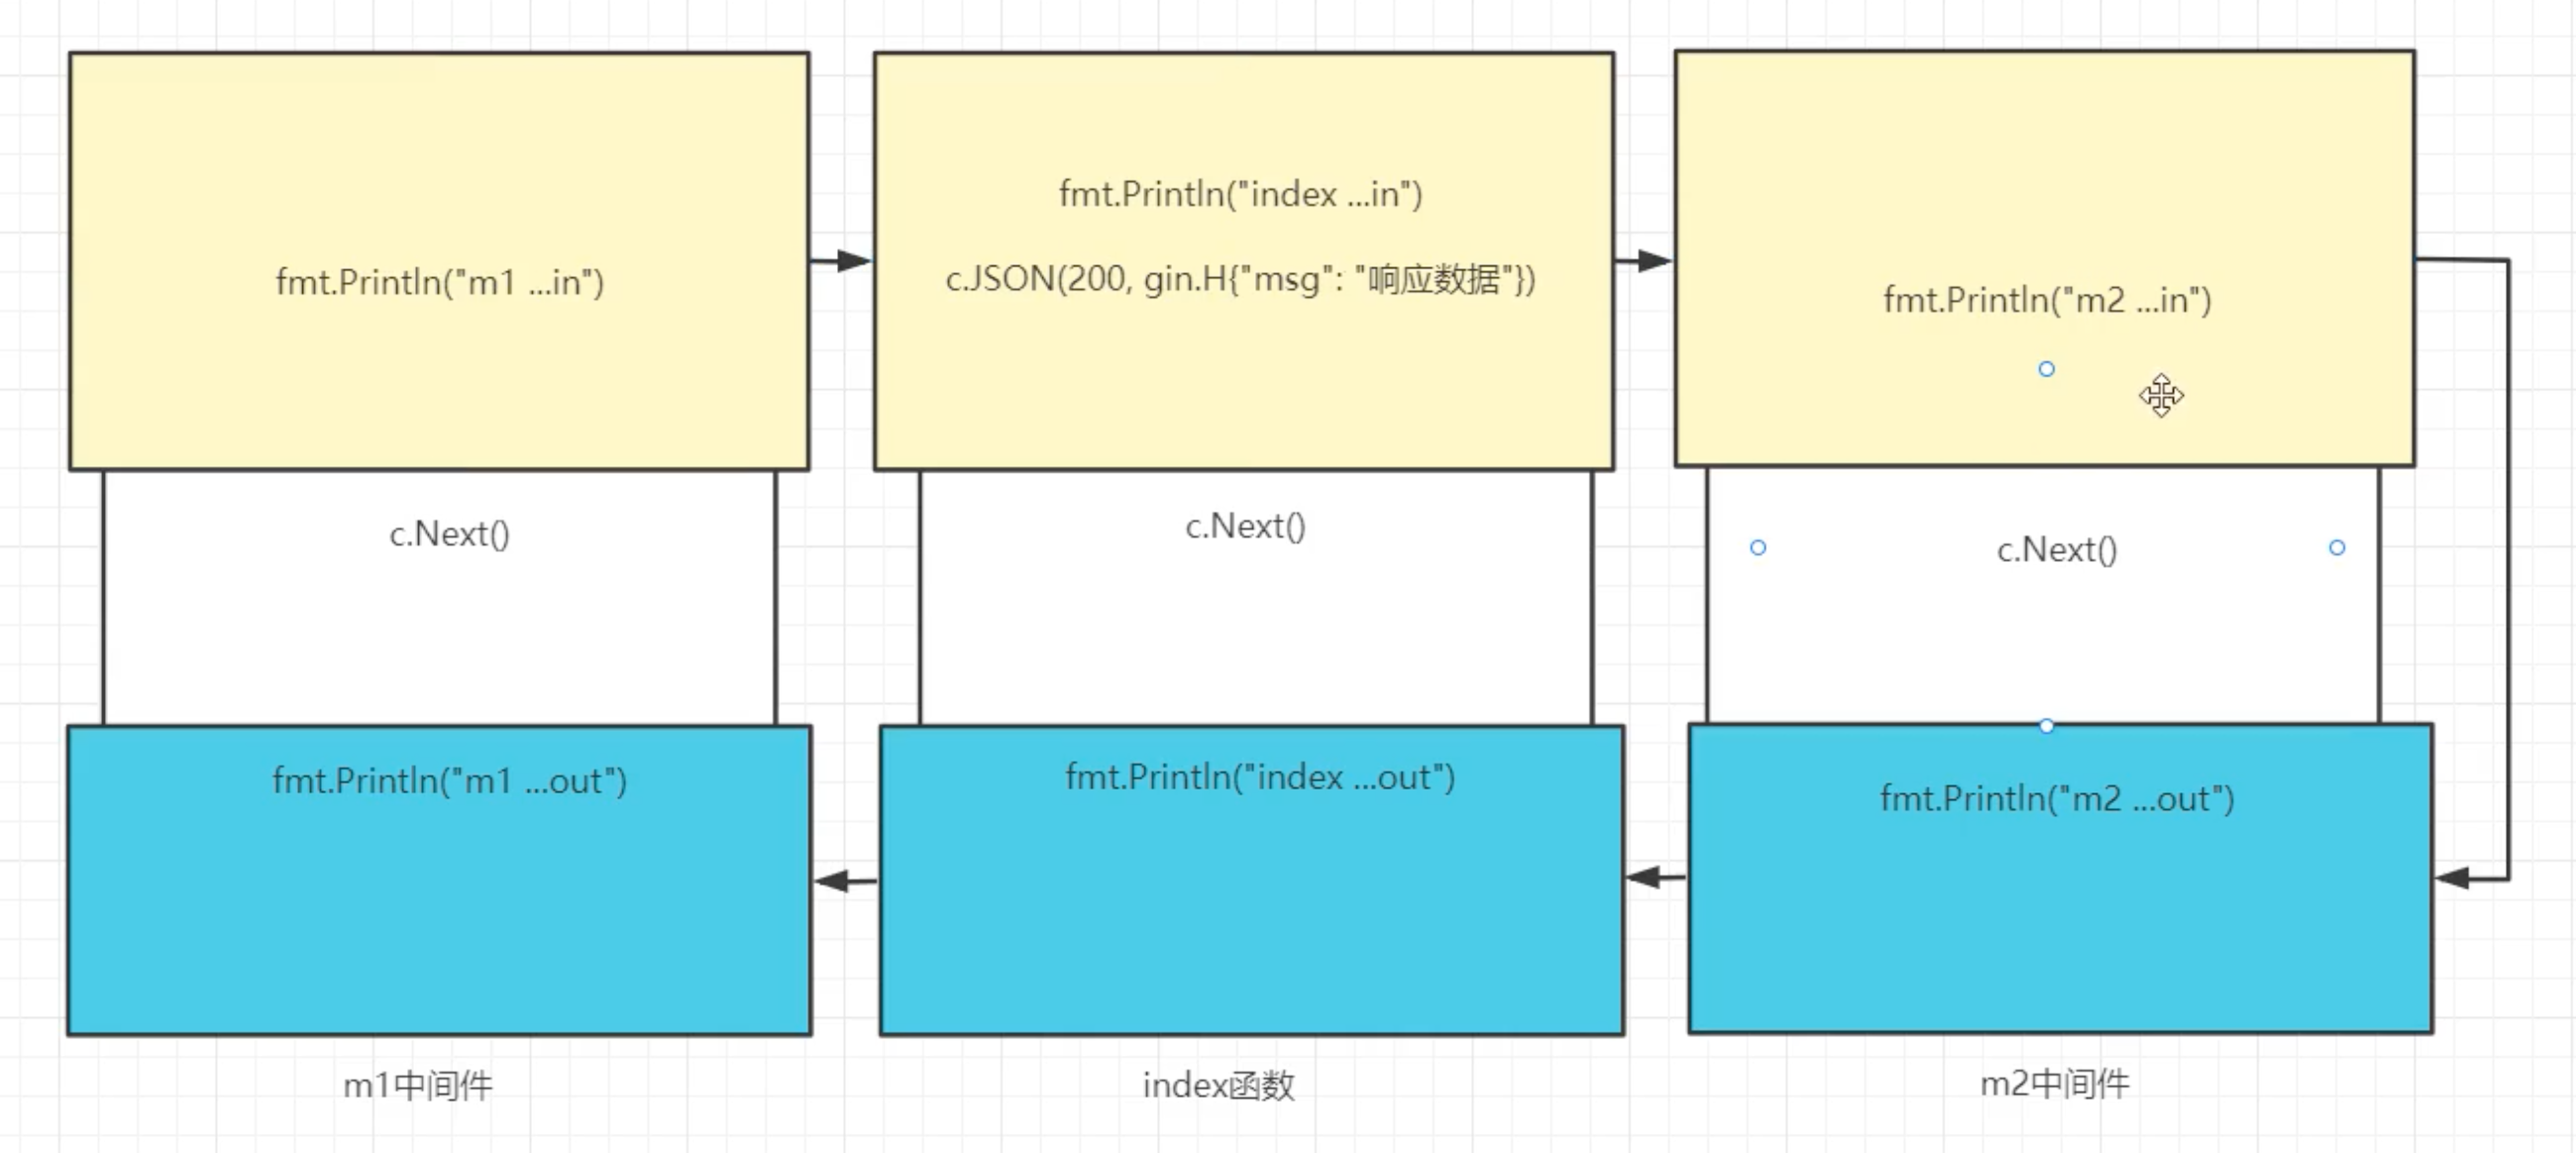 fmt.Println("m1 ...in")
fmt.Println("index ...in")
c.JSON(200, gin.H{"msg": "响应数据"})
fmt.Println("m2 ...in")
c.Next()
c.Next()
c.Next()
fmt.Println("m1 ...out")
fmt.Println("index ...out")
fmt.Println("m2 ...out")
m1中间件
index函数
m2中间件